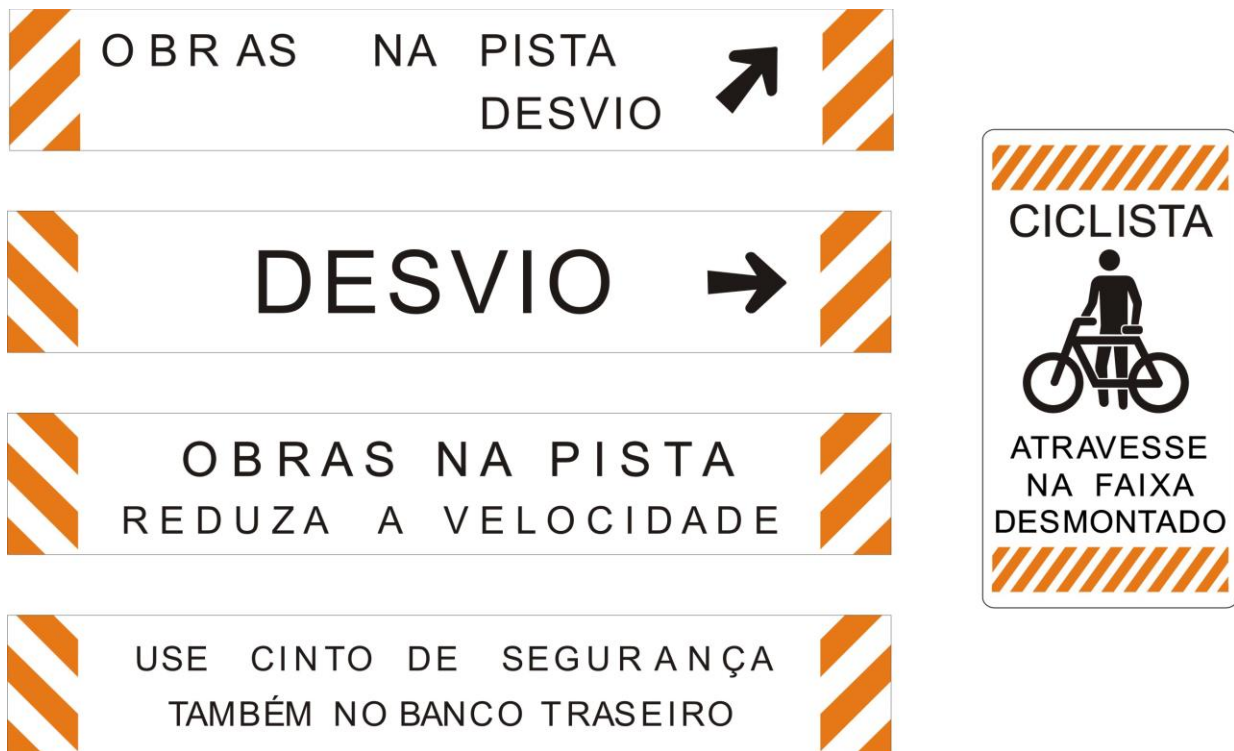 OBRAS NA PISTA
DESVIO
DESVIO
OBRAS NA PISTA
REDUZA A VELOCIDADE
USE CINTO DE SEGURANÇA
TAMBÉM NO BANCO TRASEIRO
CICLISTA
ATRAVESSE
NA FAIXA
DESMONTADO